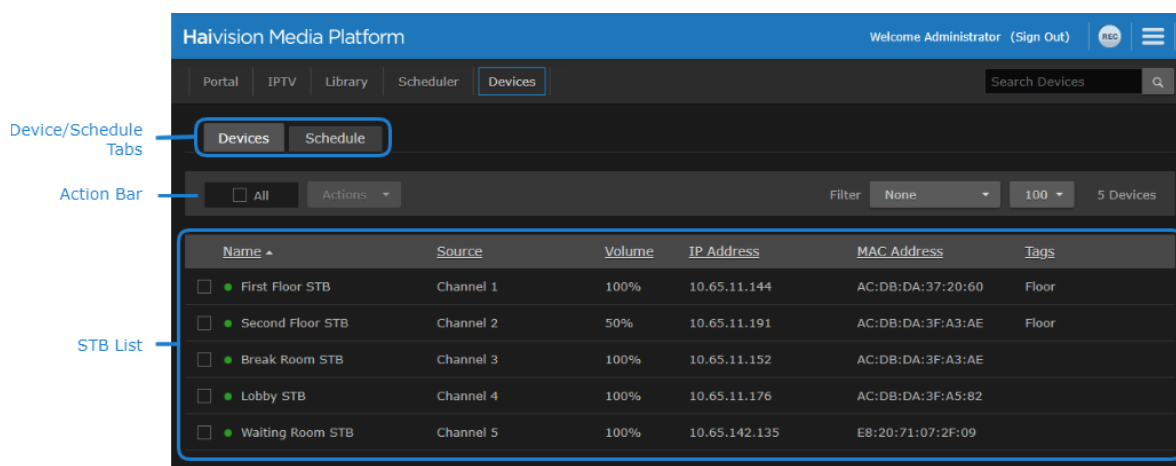 Haivision Media Platform
Welcome Administrator (Sign Out)
REC
Portal IPTV Library Scheduler Devices
Search Devices
Device/Schedule
Tabs
Devices Schedule
Action Bar
All Actions Filter None 100 5 Devices
Name Source Volume IP Address MAC Address Tags
First Floor STB Channel 1 100% 10.65.11.144 AC:DB:DA:37:20:60 Floor
Second Floor STB Channel 2 50% 10.65.11.191 AC:DB:DA:3F:A3:AE Floor
STB List
Break Room STB Channel 3 100% 10.65.11.152 AC:DB:DA:3F:A3:AE
Lobby STB Channel 4 100% 10.65.11.176 AC:DB:DA:3F:A5:82
Waiting Room STB Channel 5 100% 10.65.142.135 E8:20:71:07:2F:09